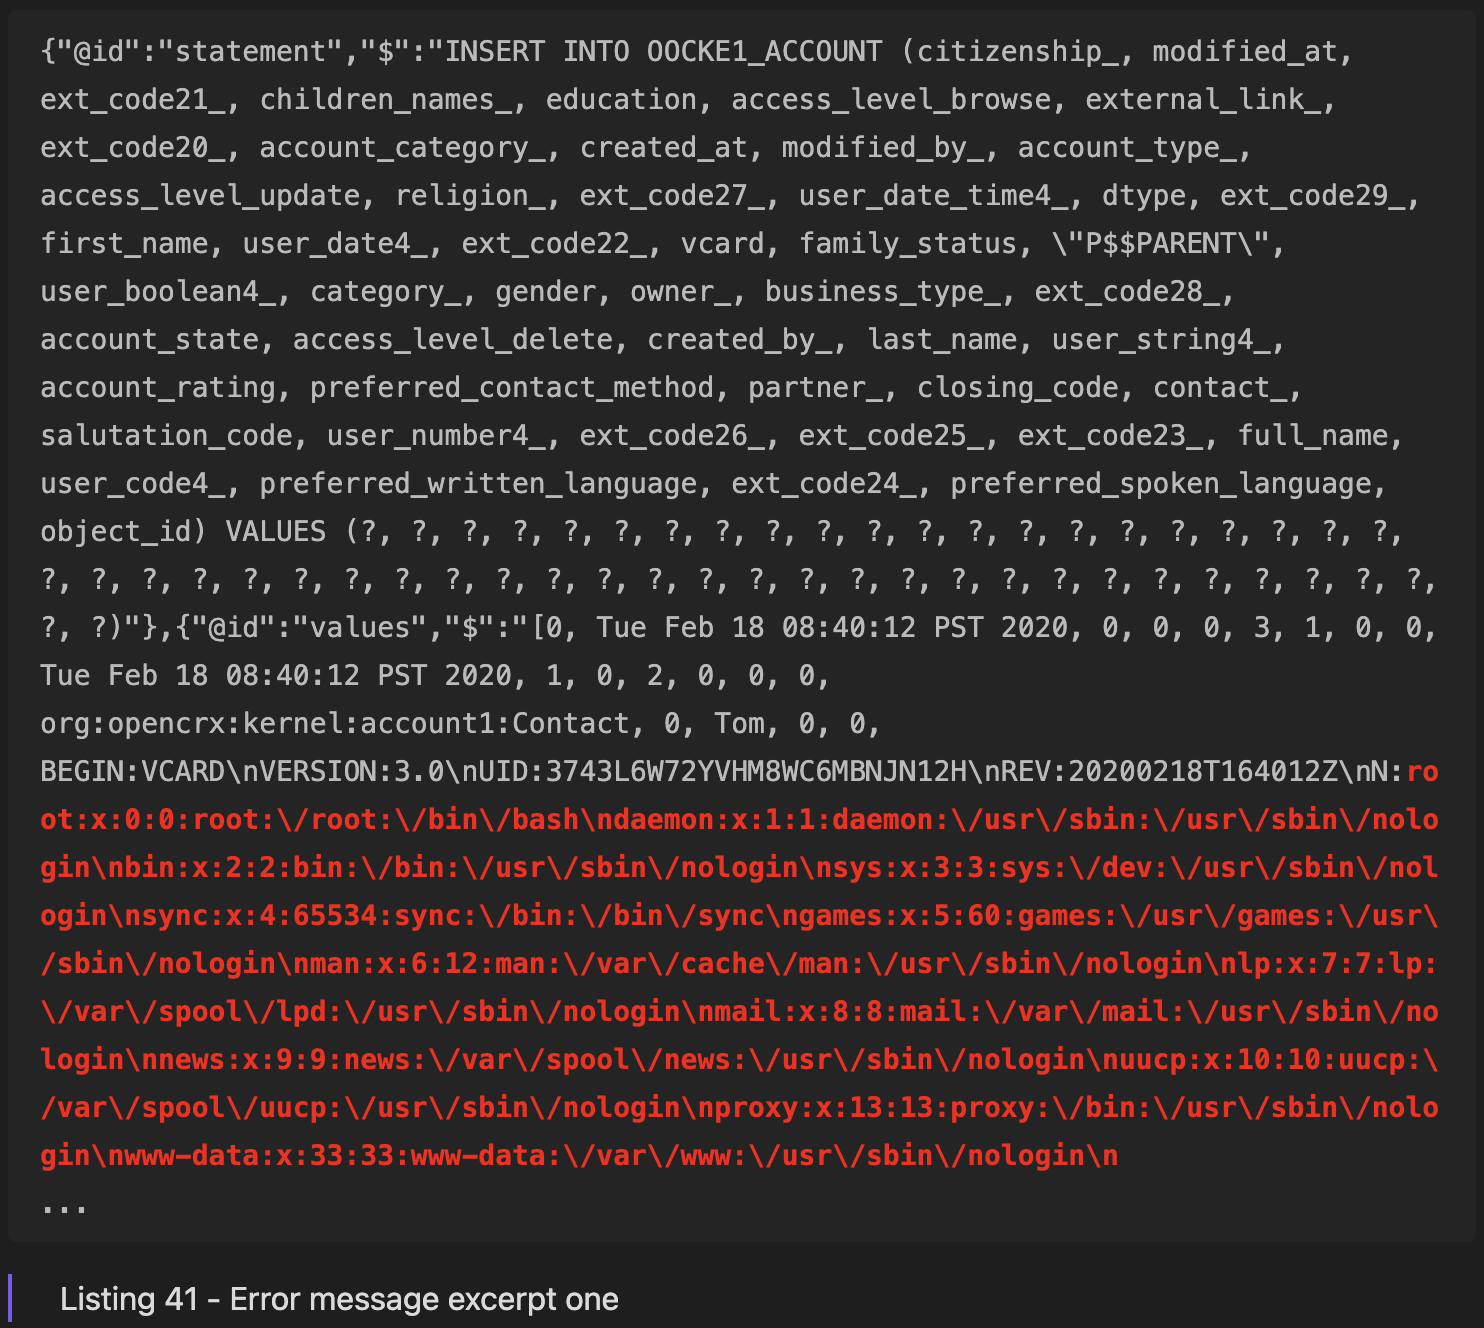 {"@id":"statement","$":"INSERT INTO OOCKE1_ACCOUNT (citizenship_, modified_at,
ext_code21_, children_names_, education, access_level_browse, external_link_,
ext_code20_, account_category_, created_at, modified_by_, account_type_,
access_level_update, religion_, ext_code27_, user_date_time4_, dtype, ext_code29_,
first_name, user_date4_, ext_code22_, vcard, family_status, \"P$$PARENT\",
user_boolean4_, category_, gender, owner_, business_type_, ext_code28_,
account_state, access_level_delete, created_by_, last_name, user_string4_,
account_rating, preferred_contact_method, partner_, closing_code, contact_,
salutation_code, user_number4_, ext_code26_, ext_code25_, ext_code23_, full_name,
user_code4_, preferred_written_language, ext_code24_, preferred_spoken_language,
object_id) VALUES (?, ?, ?, ?, ?, ?, ?, ?, ?, ?, ?, ?, ?, ?, ?, ?, ?, ?, ?, ?, ?,
?, ?, ?, ?, ?, ?, ?, ?, ?, ?, ?, ?, ?, ?, ?, ?, ?, ?, ?, ?, ?, ?, ?, ?, ?, ?, ?, ?,
?, ?)"},{"@id":"values","$":"[0, Tue Feb 18 08:40:12 PST 2020, 0, 0, 0, 3, 1, 0, 0,
Tue Feb 18 08:40:12 PST 2020, 1, 0, 2, 0, 0, 0,
org:opencrx:kernel:account1:Contact, 0, Tom, 0, 0,
BEGIN:VCARD\nVERSION:3.0\nUID:3743L6W72YVHM8WC6MBNJN12H\nREV:20200218T164012Z\nN:ro
ot:x:0:0:root:\/root:\/bin\/bash\ndaemon:x:1:1:daemon:\/usr\/sbin:\/usr\/sbin\/nolo
gin\nbin:x:2:2:bin:\/bin:\/usr\/sbin\/nologin\nsys:x:3:3:sys:\/dev:\/usr\/sbin\/nol
ogin\nsync:x:4:65534:sync:\/bin:\/bin\/sync\ngames:x:5:60:games:\/usr\/games:\/usr\
/sbin\/nologin\nman:x:6:12:man:\/var\/cache\/man:\/usr\/sbin\/nologin\nlp:x:7:7:lp:
\/var\/spool\/lpd:\/usr\/sbin\/nologin\nmail:x:8:8:mail:\/var\/mail:\/usr\/sbin\/no
login\nnews:x:9:9:news:\/var\/spool\/news:\/usr\/sbin\/nologin\nuucp:x:10:10:uucp:\
/var\/spool\/uucp:\/usr\/sbin\/nologin\nproxy:x:13:13:proxy:\/bin:\/usr\/sbin\/nolo
gin\nwww-data:x:33:33:www-data:\/var\/www:\/usr\/sbin\/nologin\n
...
Listing 41 - Error message excerpt one